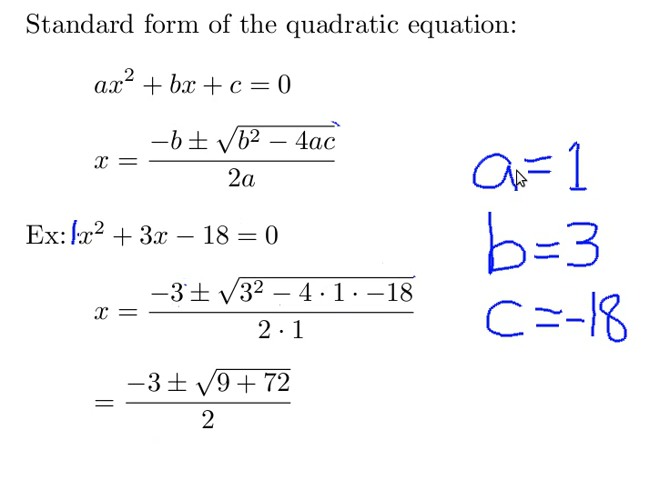 Standard form of the quadratic equation:
ax² + bx + c = 0
x = (−b ± √(b² − 4ac)) / (2a)
a=1
Ex: 1x² + 3x − 18 = 0
b=3
x = (−3 ± √(3² − 4 · 1 · −18)) / (2 · 1)
c=-18
= (−3 ± √(9 + 72)) / 2